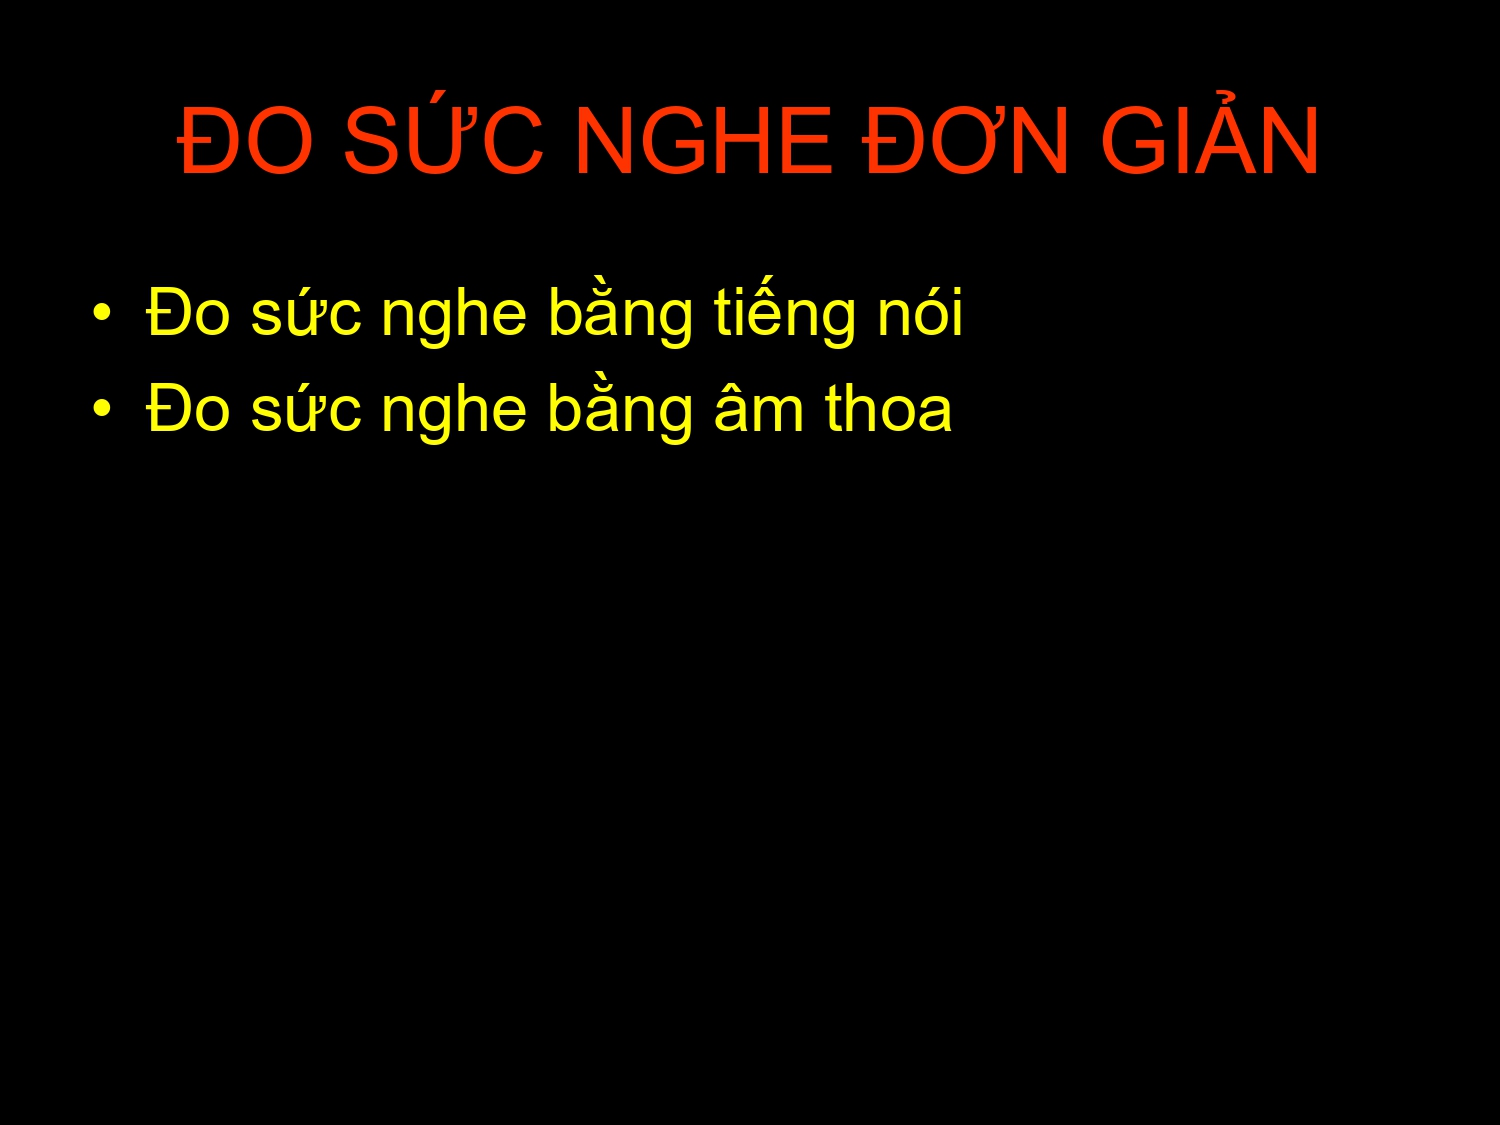 ĐO SỨC NGHE ĐƠN GIẢN
• Đo sức nghe bằng tiếng nói
• Đo sức nghe bằng âm thoa